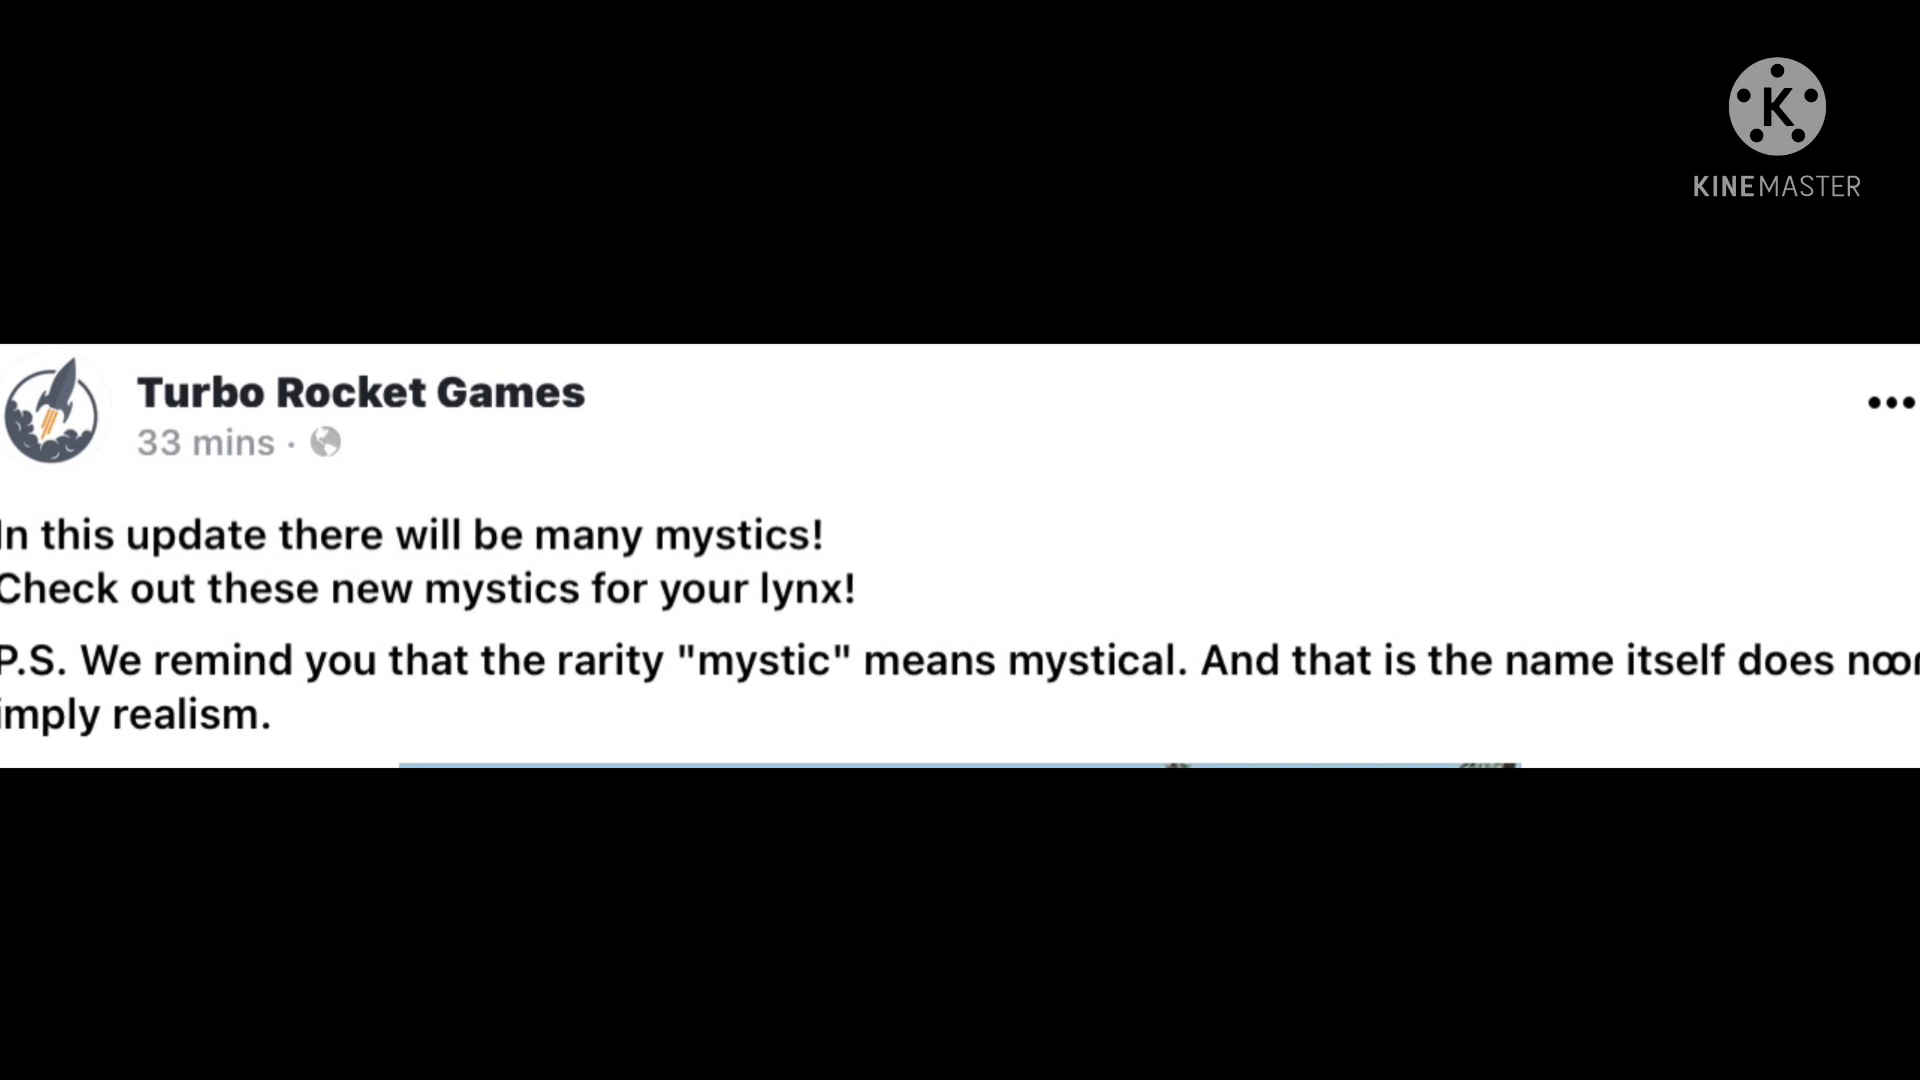 K
KINEMASTER
Turbo Rocket Games
33 mins ·
In this update there will be many mystics!
Check out these new mystics for your lynx!
P.S. We remind you that the rarity "mystic" means mystical. And that is the name itself does
imply realism.